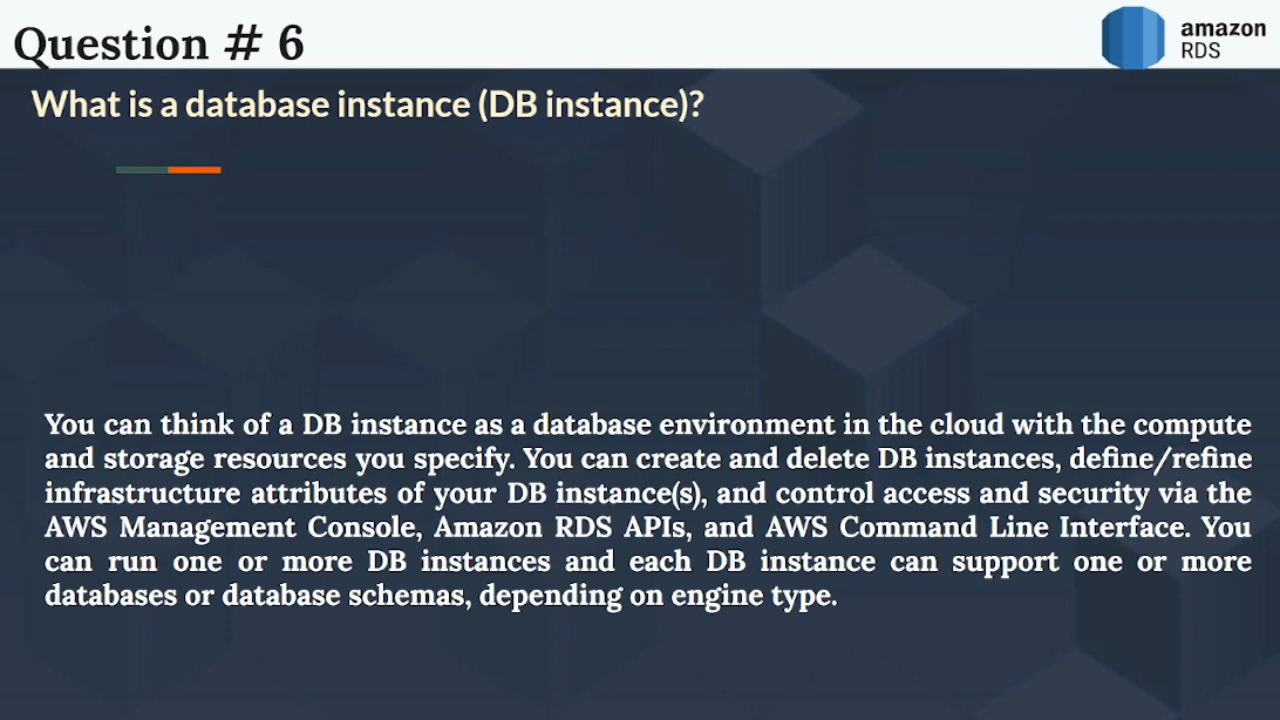 Question # 6
amazon
RDS
What is a database instance (DB instance)?
You can think of a DB instance as a database environment in the cloud with the compute
and storage resources you specify. You can create and delete DB instances, define/refine
infrastructure attributes of your DB instance(s), and control access and security via the
AWS Management Console, Amazon RDS APIs, and AWS Command Line Interface. You
can run one or more DB instances and each DB instance can support one or more
databases or database schemas, depending on engine type.